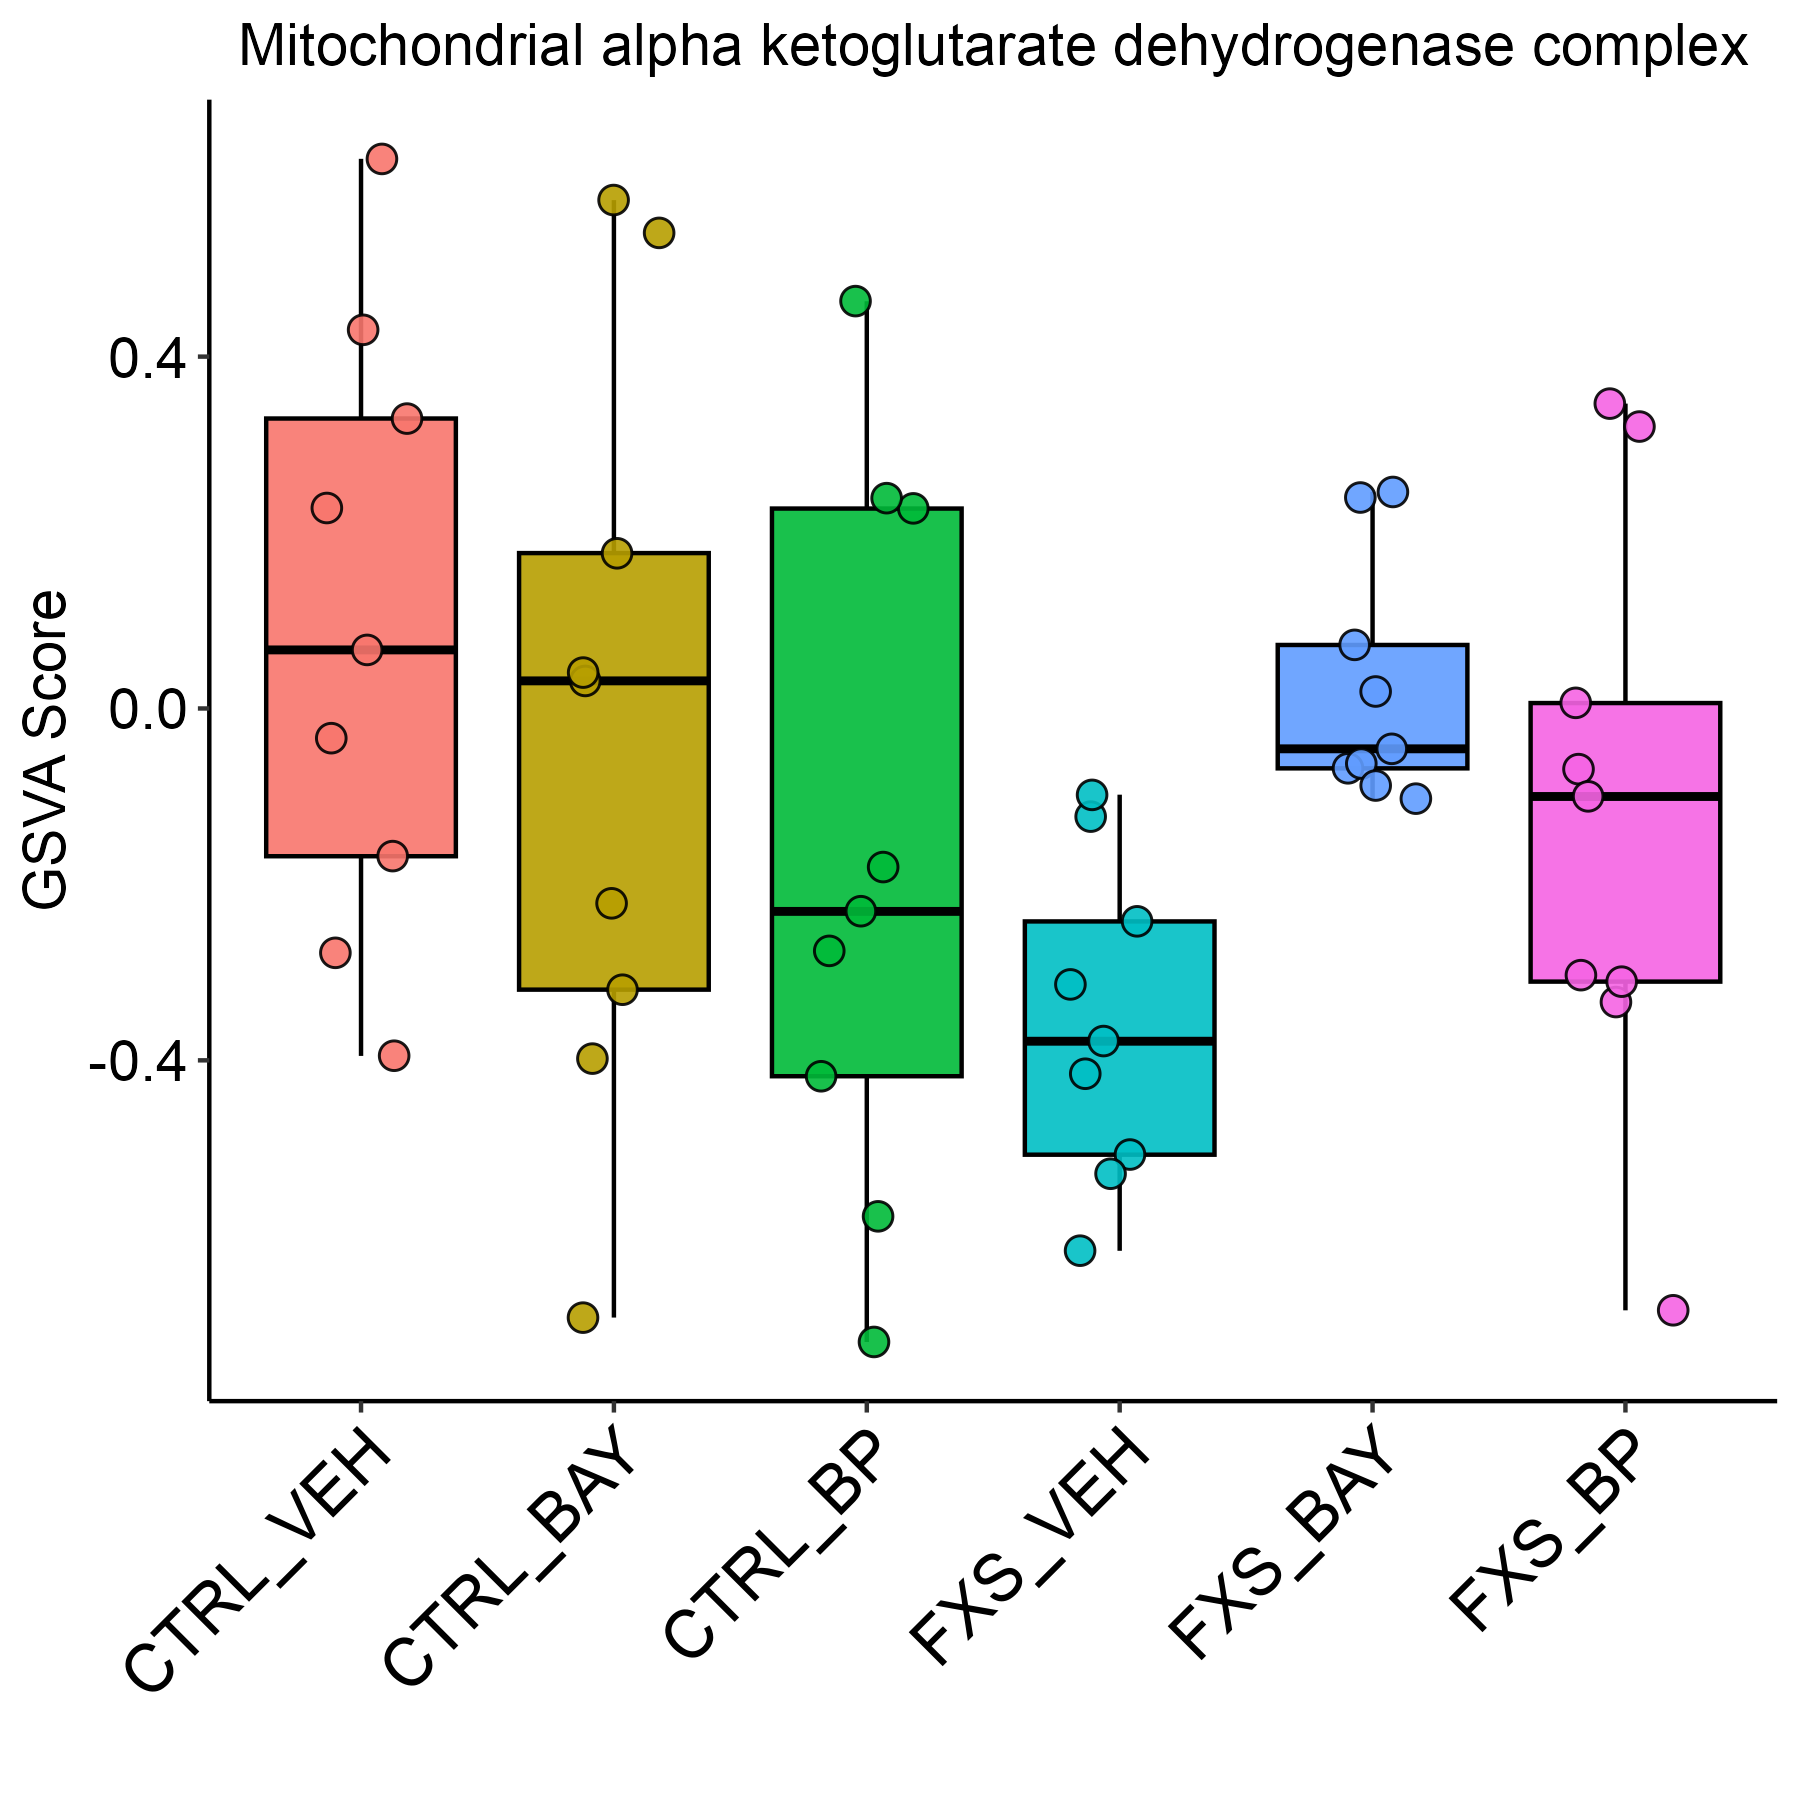 Mitochondrial alpha ketoglutarate dehydrogenase complex
GSVA Score
0.4
0.0
-0.4
CTRL_VEH
CTRL_BAY
CTRL_BP
FXS_VEH
FXS_BAY
FXS_BP